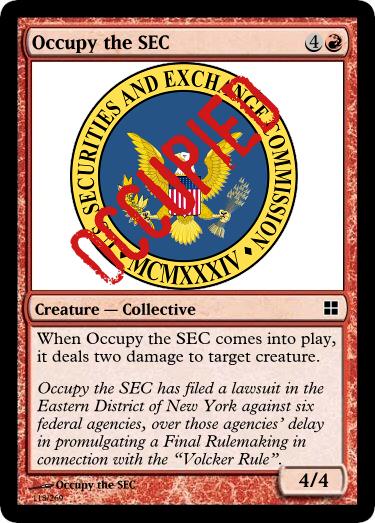 Occupy the SEC 4
U.S. SECURITIES AND EXCHANGE COMMISSION
OCCUPIED
MCMXXXIV
Creature — Collective
When Occupy the SEC comes into play,
it deals two damage to target creature.
Occupy the SEC has filed a lawsuit in the
Eastern District of New York against six
federal agencies, over those agencies' delay
in promulgating a Final Rulemaking in
connection with the “Volcker Rule”.
4/4
Occupy the SEC